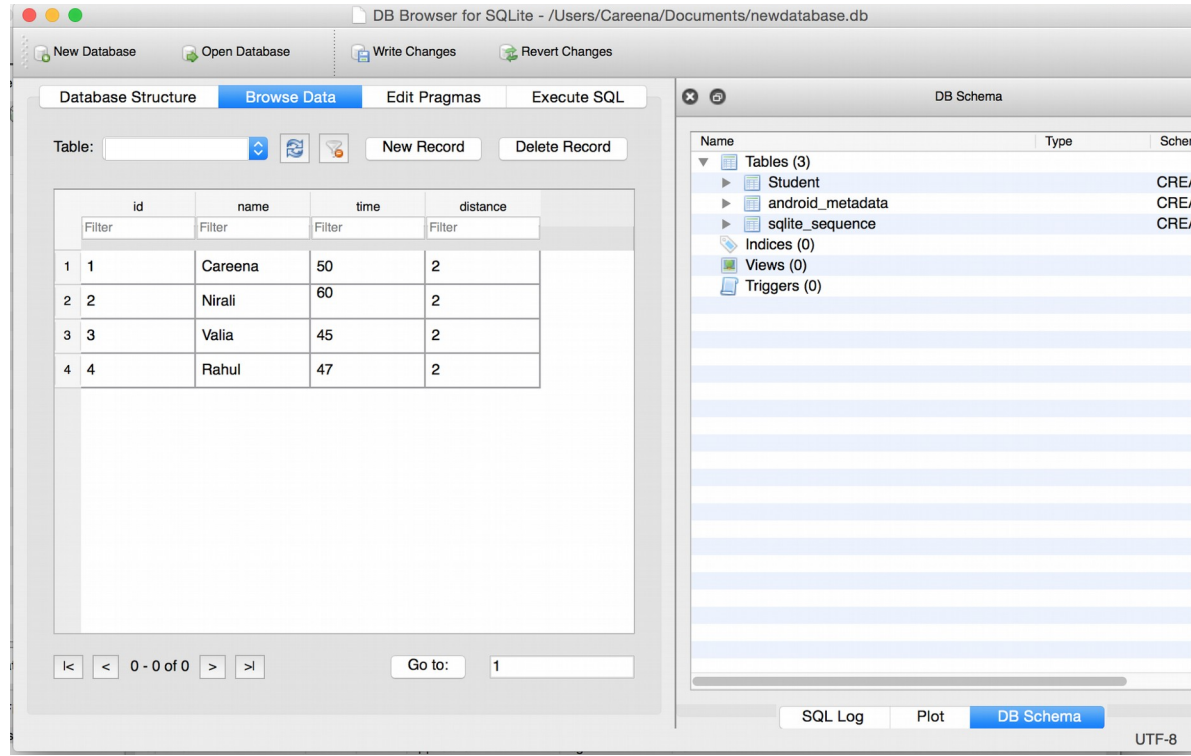 DB Browser for SQLite - /Users/Careena/Documents/newdatabase.db
New Database Open Database Write Changes Revert Changes
Database Structure Browse Data Edit Pragmas Execute SQL
Table: New Record Delete Record
id name time distance
Filter Filter Filter Filter
1 1 Careena 50 2
2 2 Nirali 60 2
3 3 Valia 45 2
4 4 Rahul 47 2
|< < 0 - 0 of 0 > >| Go to: 1
DB Schema
Name Type Schem
Tables (3)
Student CREA
android_metadata CREA
sqlite_sequence CREA
Indices (0)
Views (0)
Triggers (0)
SQL Log Plot DB Schema
UTF-8